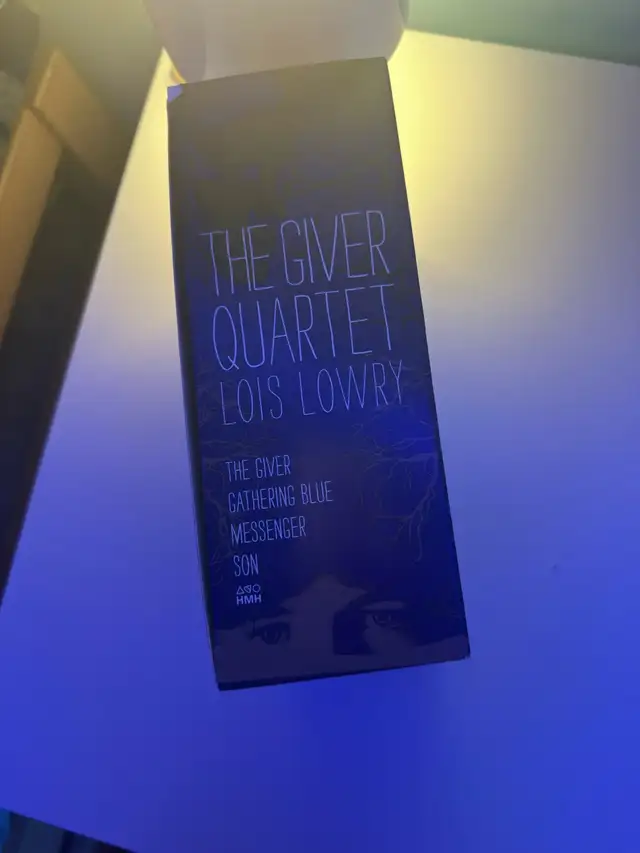 THE GIVER
QUARTET
LOIS LOWRY
THE GIVER
GATHERING BLUE
MESSENGER
SON
HMH